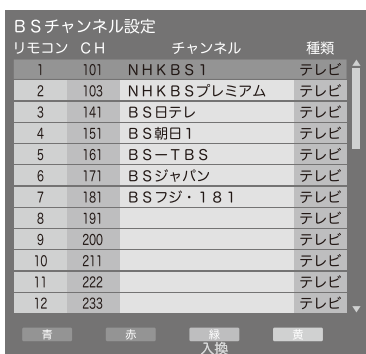 ＢＳチャンネル設定
リモコン ＣＨ チャンネル 種類
1 101 ＮＨＫＢＳ１ テレビ
2 103 ＮＨＫＢＳプレミアム テレビ
3 141 ＢＳ日テレ テレビ
4 151 ＢＳ朝日１ テレビ
5 161 ＢＳーＴＢＳ テレビ
6 171 ＢＳジャパン テレビ
7 181 ＢＳフジ・１８１ テレビ
8 191 テレビ
9 200 テレビ
10 211 テレビ
11 222 テレビ
12 233 テレビ
青 赤 緑 黄
入換